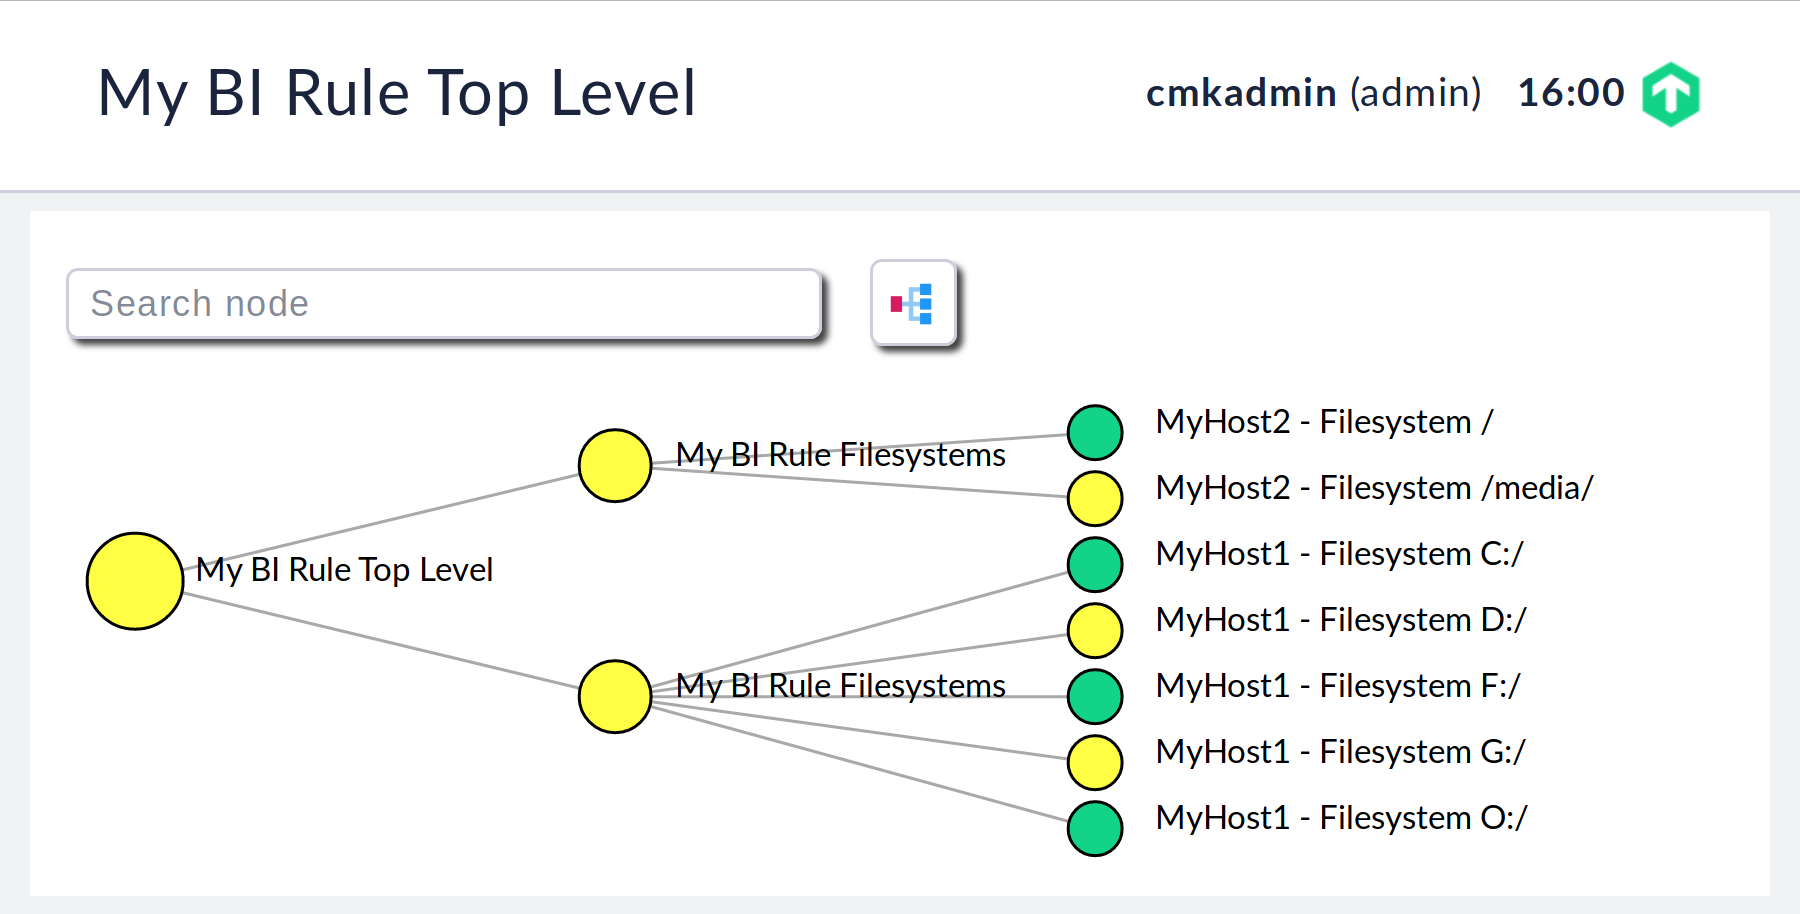 My BI Rule Top Level
cmkadmin (admin) 16:00
Search node
MyHost2 - Filesystem /
My BI Rule Filesystems
MyHost2 - Filesystem /media/
MyHost1 - Filesystem C:/
My BI Rule Top Level
MyHost1 - Filesystem D:/
My BI Rule Filesystems
MyHost1 - Filesystem F:/
MyHost1 - Filesystem G:/
MyHost1 - Filesystem O:/